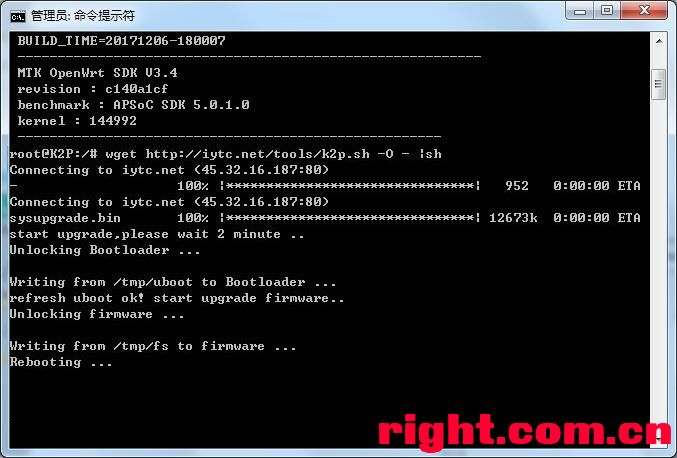 管理员: 命令提示符
BUILD_TIME=20171206-180007
-----------------------------------------------------------
MTK OpenWrt SDK V3.4
revision : c140a1cf
benchmark : APSoC SDK 5.0.1.0
kernel : 144992
------------------------------------------------------
root@K2P:/# wget http://iytc.net/tools/k2p.sh -O - |sh
Connecting to iytc.net (45.32.16.187:80)
- 100% |*******************************| 952 0:00:00 ETA
Connecting to iytc.net (45.32.16.187:80)
sysupgrade.bin 100% |*******************************| 12673k 0:00:00 ETA
start upgrade,please wait 2 minute ..
Unlocking Bootloader ...
Writing from /tmp/uboot to Bootloader ...
refresh uboot ok! start upgrade firmware..
Unlocking firmware ...
Writing from /tmp/fs to firmware ...
Rebooting ...
right.com.cn